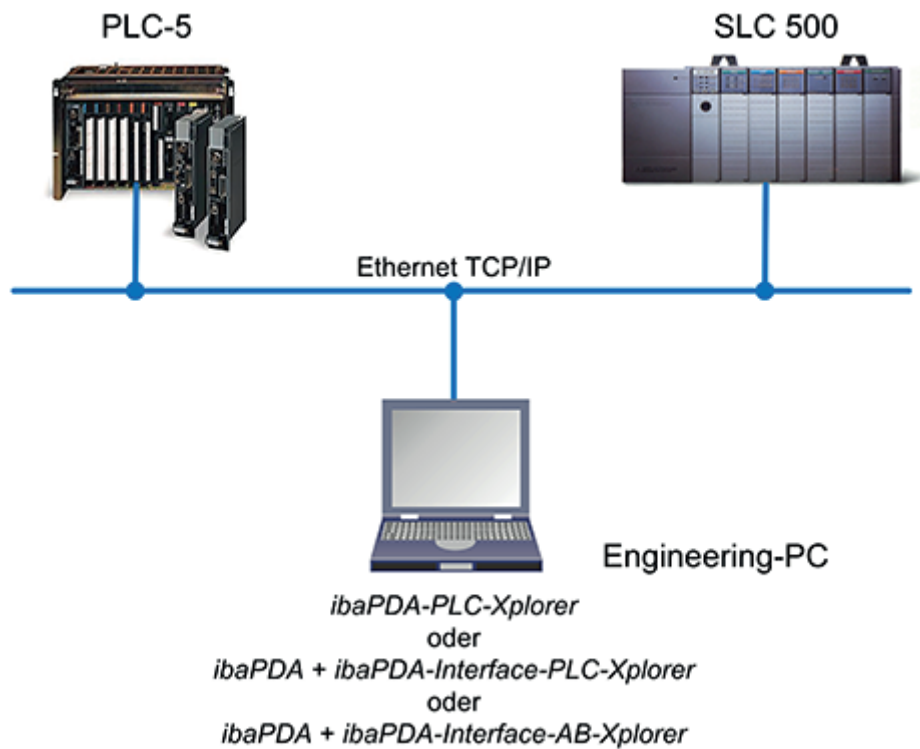 PLC-5
SLC 500
Ethernet TCP/IP
Engineering-PC
ibaPDA-PLC-Xplorer
oder
ibaPDA + ibaPDA-Interface-PLC-Xplorer
oder
ibaPDA + ibaPDA-Interface-AB-Xplorer